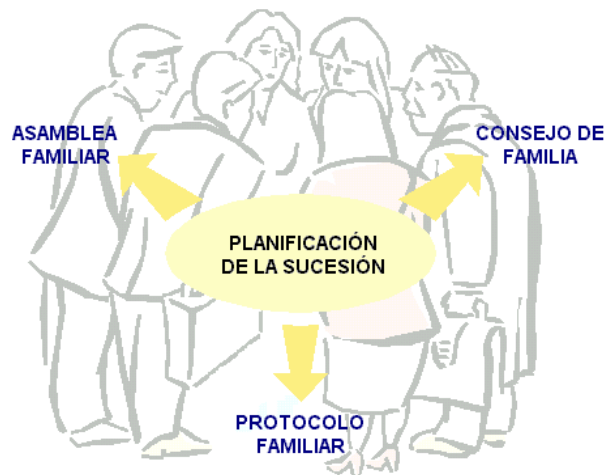 ASAMBLEA
FAMILIAR
CONSEJO DE
FAMILIA
PLANIFICACIÓN
DE LA SUCESIÓN
PROTOCOLO
FAMILIAR